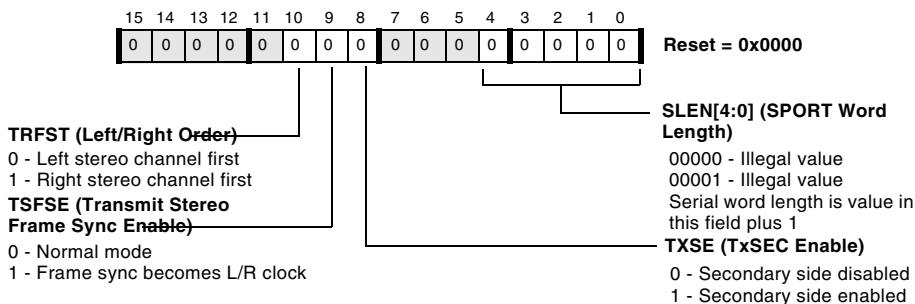 15 14 13 12 11 10 9 8 7 6 5 4 3 2 1 0
0 0 0 0 0 0 0 0 0 0 0 0 0 0 0 0
Reset = 0x0000
TRFST (Left/Right Order)
0 - Left stereo channel first
1 - Right stereo channel first
TSFSE (Transmit Stereo
Frame Sync Enable)
0 - Normal mode
1 - Frame sync becomes L/R clock
SLEN[4:0] (SPORT Word
Length)
00000 - Illegal value
00001 - Illegal value
Serial word length is value in
this field plus 1
TXSE (TxSEC Enable)
0 - Secondary side disabled
1 - Secondary side enabled